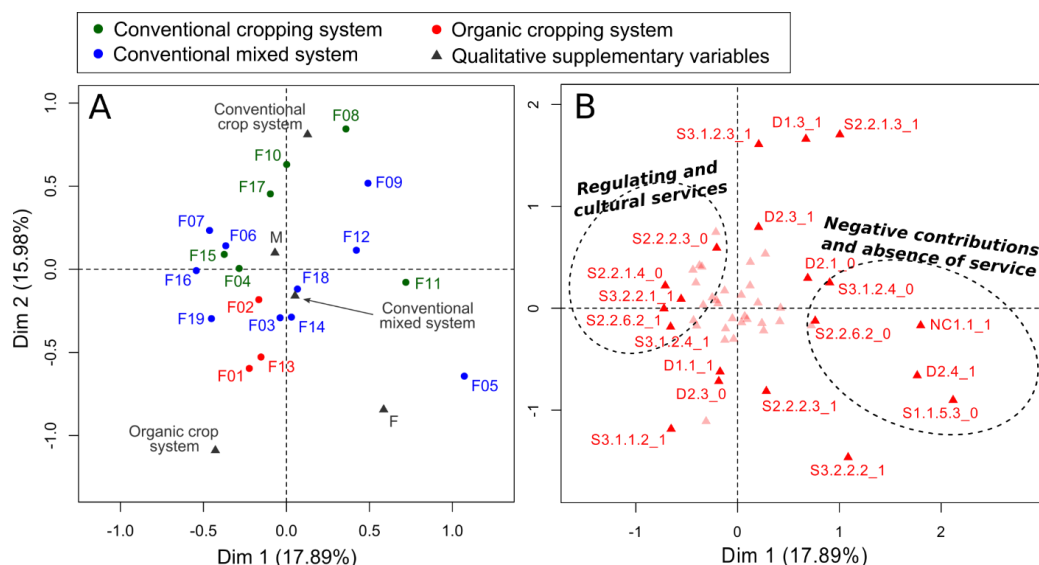 Conventional cropping system
Organic cropping system
Conventional mixed system
Qualitative supplementary variables
A
Conventional
crop system
F08
F10
F09
F17
F07
F06
F12
M
F15
F04
F16
F18
F11
F02
Conventional
mixed system
F19
F03
F14
F13
F01
F05
F
Organic crop
system
1.0
0.5
0.0
-0.5
-1.0
Dim 2 (15.98%)
-1.0
-0.5
0.0
0.5
1.0
Dim 1 (17.89%)
B
S3.1.2.3_1
D1.3_1
S2.2.1.3_1
Regulating and
cultural services
D2.3_1
Negative contributions
and absence of service
S2.2.2.3_0
D2.1_0
S2.2.1.4_0
S3.1.2.4_0
S3.2.2.1_1
S2.2.6.2_1
S2.2.6.2_0
NC1.1_1
S3.1.2.4_1
D1.1_1
D2.4_1
D2.3_0
S2.2.2.3_1
S1.1.5.3_0
S3.1.1.2_1
S3.2.2.2_1
2
1
0
-1
-1
0
1
2
Dim 1 (17.89%)